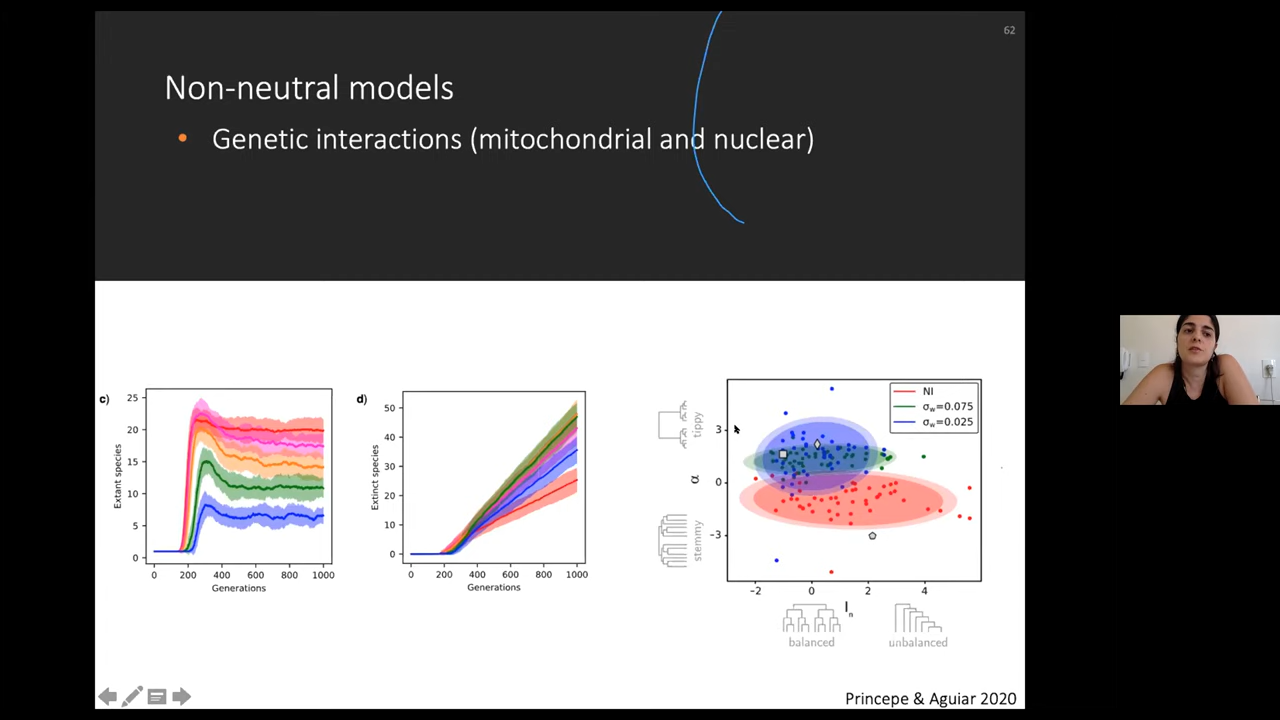 62
Non-neutral models
• Genetic interactions (mitochondrial and nuclear)
c)
25
20
15
10
5
0
Extant species
0 200 400 600 800 1000
Generations
d)
50
40
30
20
10
0
Extinct species
0 200 400 600 800 1000
Generations
tippy
stemmy
α
3
0
−3
NI
σw=0.075
σw=0.025
−2 0 2 4
In
balanced
unbalanced
Princepe & Aguiar 2020